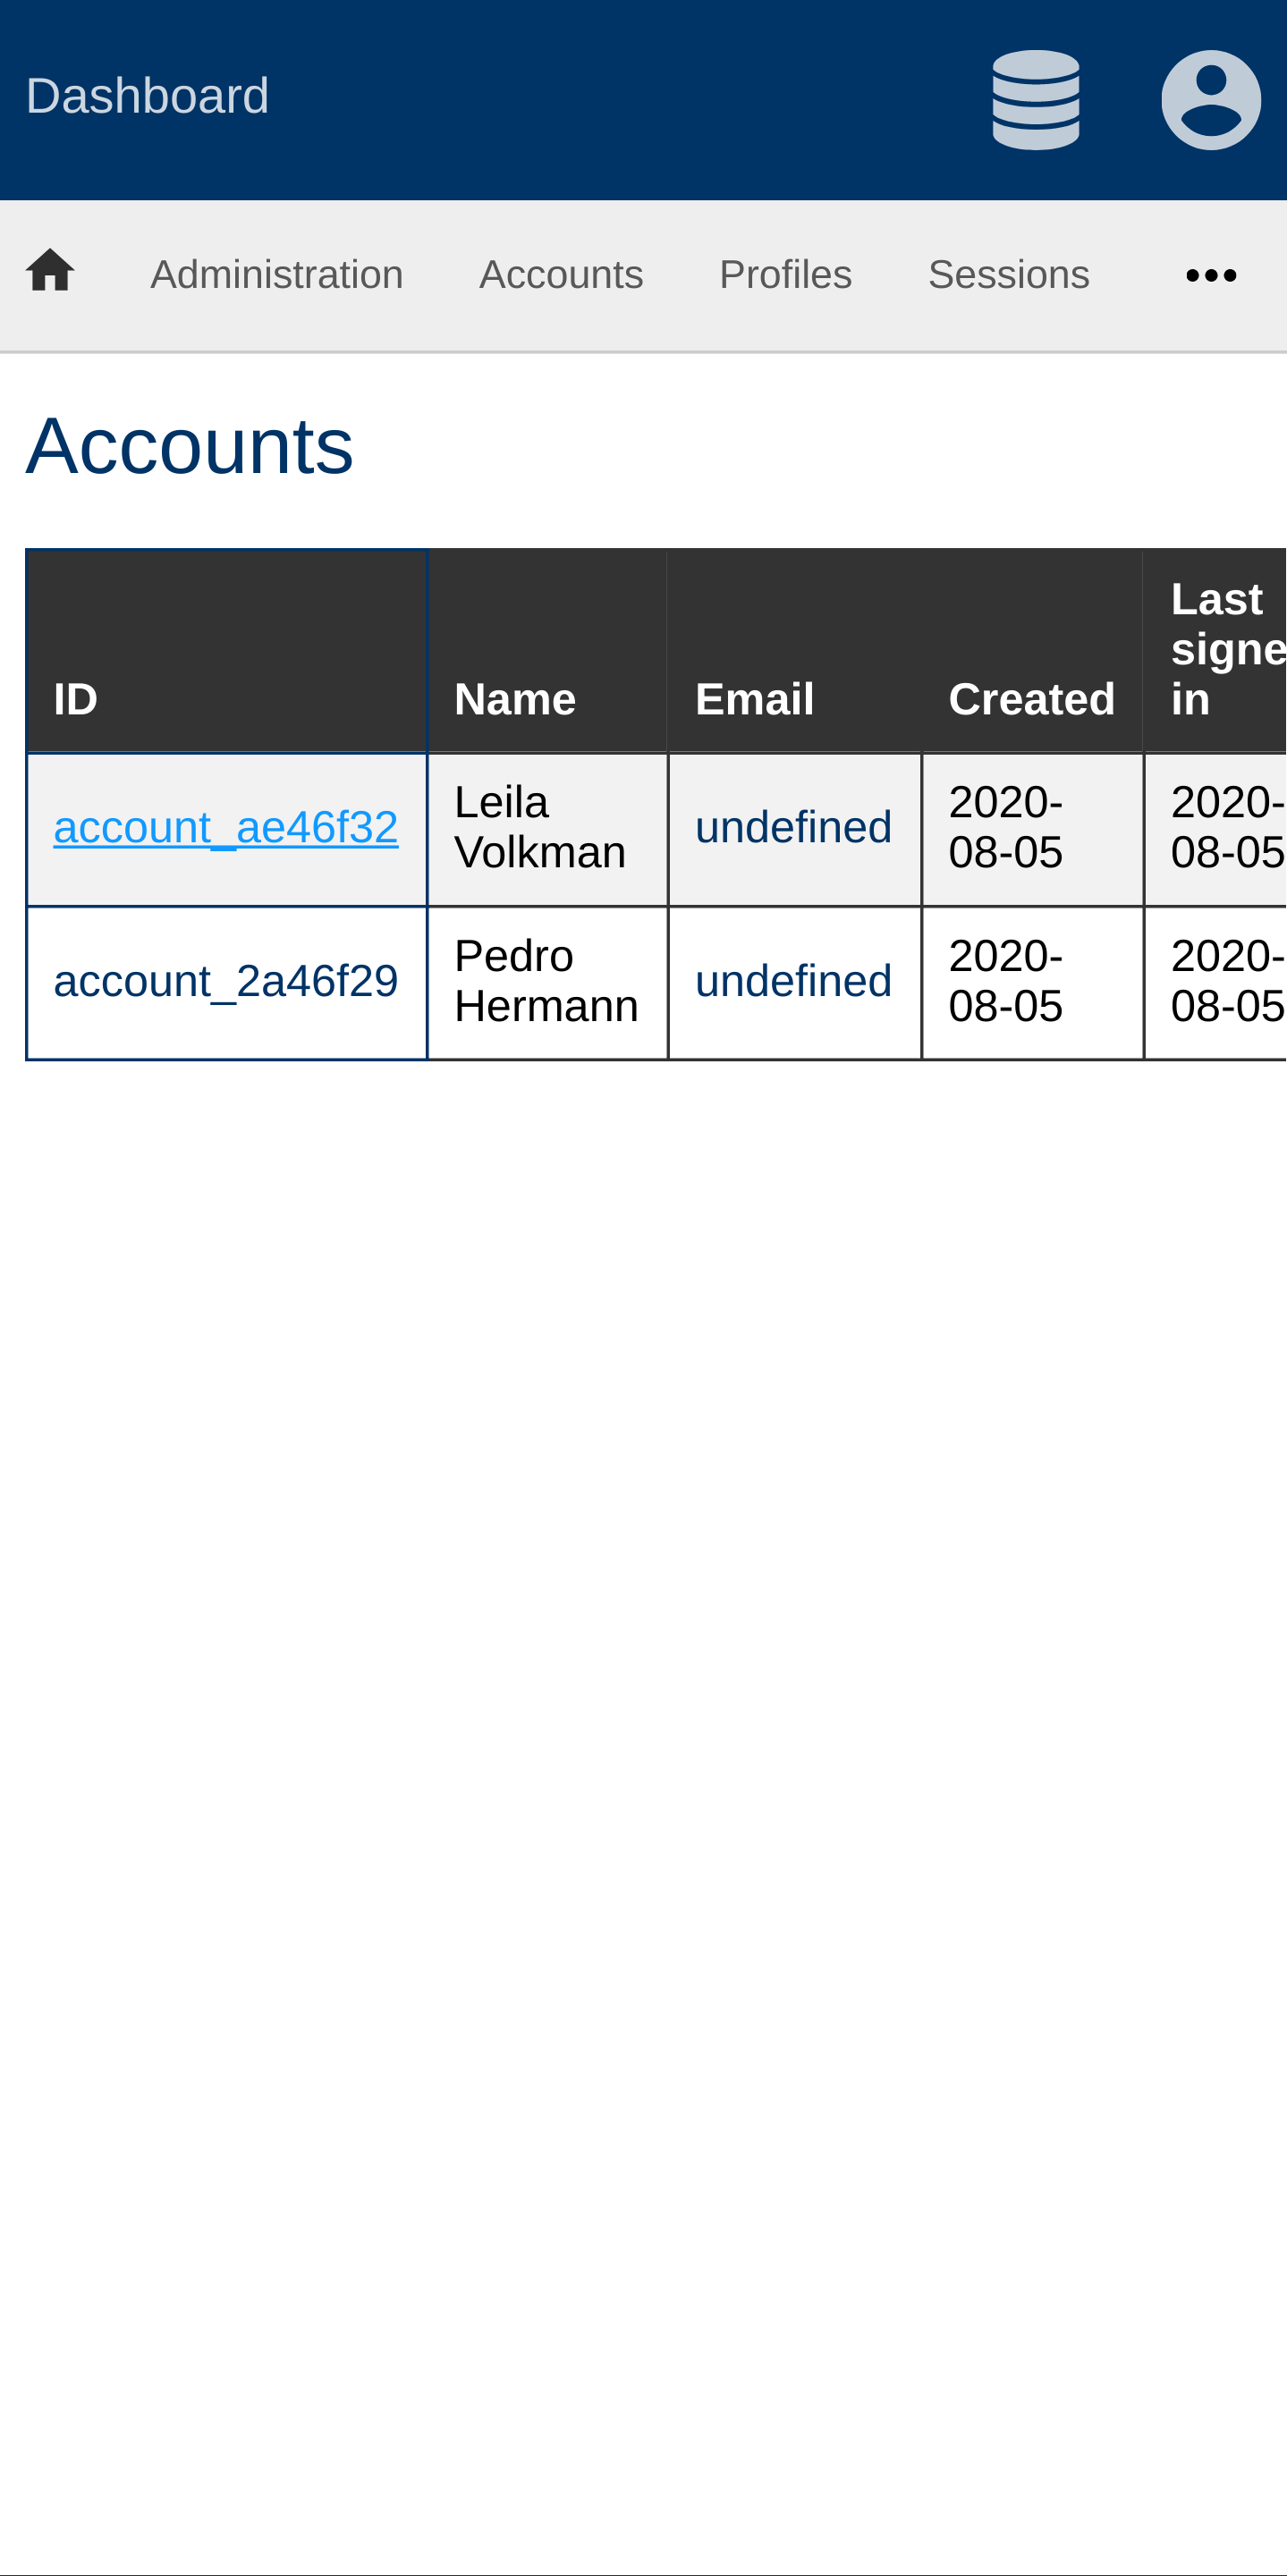 Dashboard
Administration Accounts Profiles Sessions
Accounts
ID Name Email Created Last signe in
account_ae46f32 Leila Volkman undefined 2020-08-05 2020-08-05
account_2a46f29 Pedro Hermann undefined 2020-08-05 2020-08-05